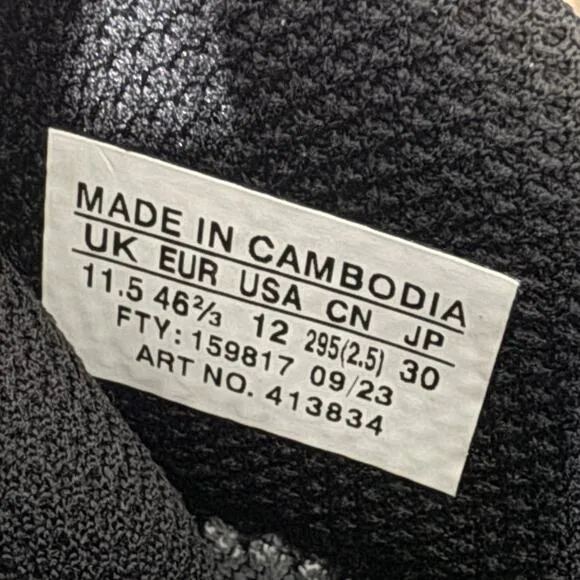 MADE IN CAMBODIA
UK EUR USA CN JP
11.5 46⅔ 12 295(2.5) 30
FTY: 159817 09/23
ART NO. 413834